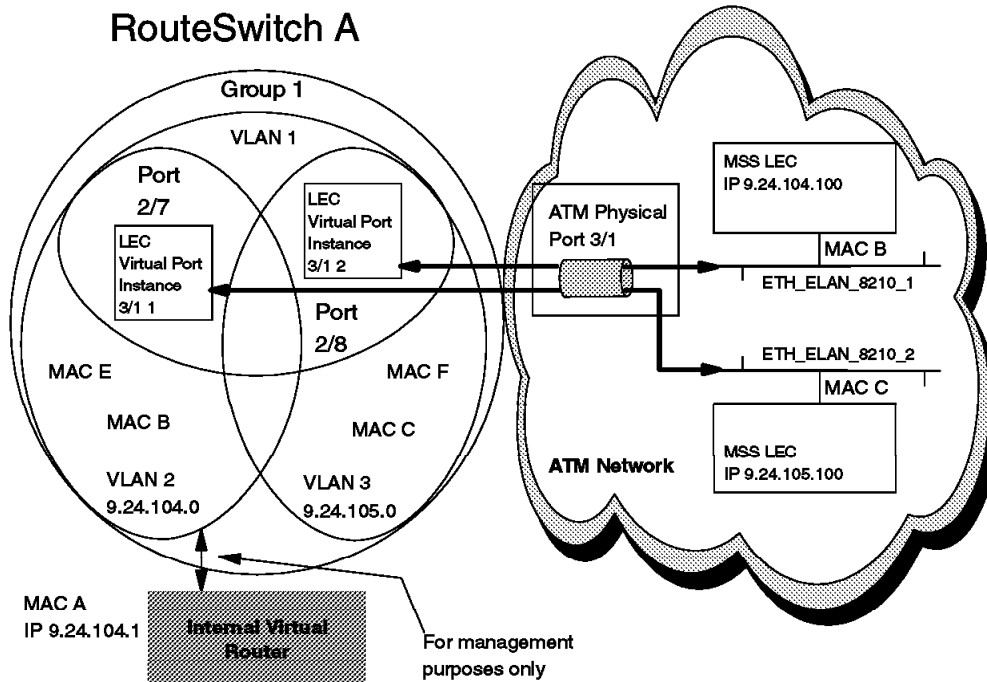 RouteSwitch A
Group 1
VLAN 1
Port
2/7
LEC
Virtual Port
Instance
3/1 1
LEC
Virtual Port
Instance
3/1 2
Port
2/8
MAC E
MAC F
MAC B
MAC C
VLAN 2
9.24.104.0
VLAN 3
9.24.105.0
MAC A
IP 9.24.104.1
Internal Virtual
Router
For management
purposes only
ATM Physical
Port 3/1
MSS LEC
IP 9.24.104.100
MAC B
ETH_ELAN_8210_1
ETH_ELAN_8210_2
MAC C
MSS LEC
IP 9.24.105.100
ATM Network